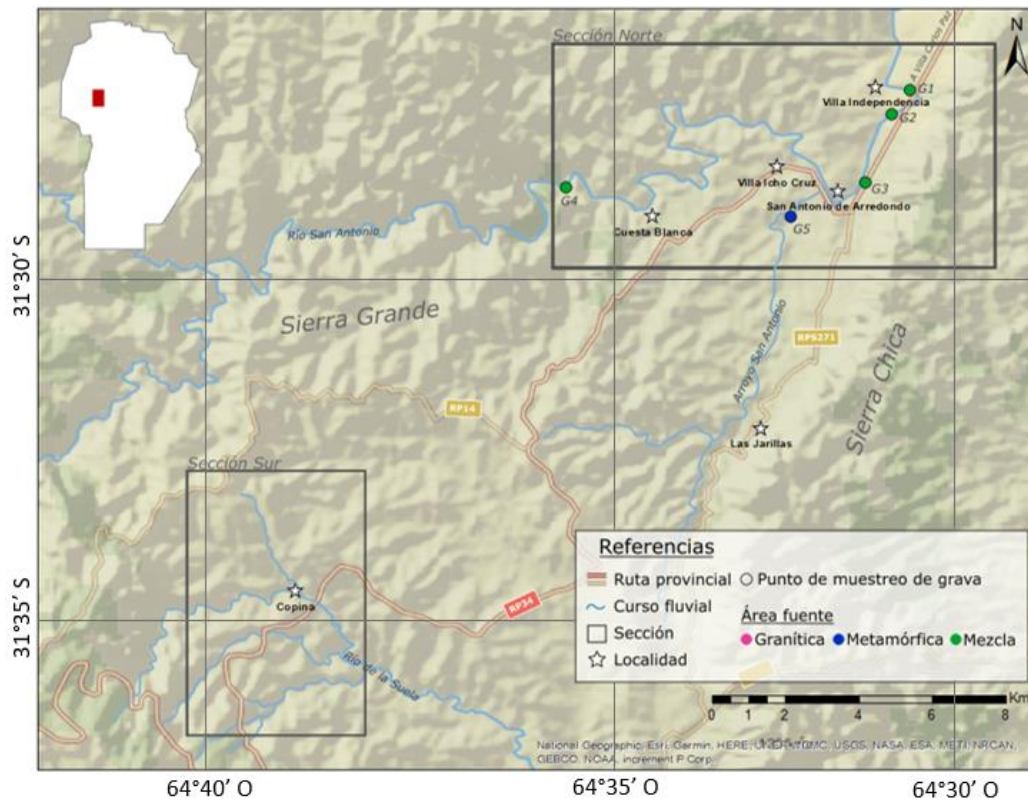 Sección Norte
N
A Villa Carlos Paz
G1
Villa Independencia
G2
Villa Icho Cruz
G3
G4
San Antonio de Arredondo
G5
Cuesta Blanca
Río San Antonio
31°30' S
Sierra Grande
Arroyo San Antonio
RPS271
Sierra Chica
RP14
Las Jarillas
Sección Sur
Copina
RP34
31°35' S
Río de la Suela
Referencias
Ruta provincial
Punto de muestreo de grava
Curso fluvial
Área fuente
Sección
Granítica
Metamórfica
Mezcla
Localidad
0 1 2 4 6 8 Km
National Geographic, Esri, Garmin, HERE, UNEP-WCMC, USGS, NASA, ESA, METI, NRCAN,
GEBCO, NOAA, increment P Corp.
64°40' O
64°35' O
64°30' O